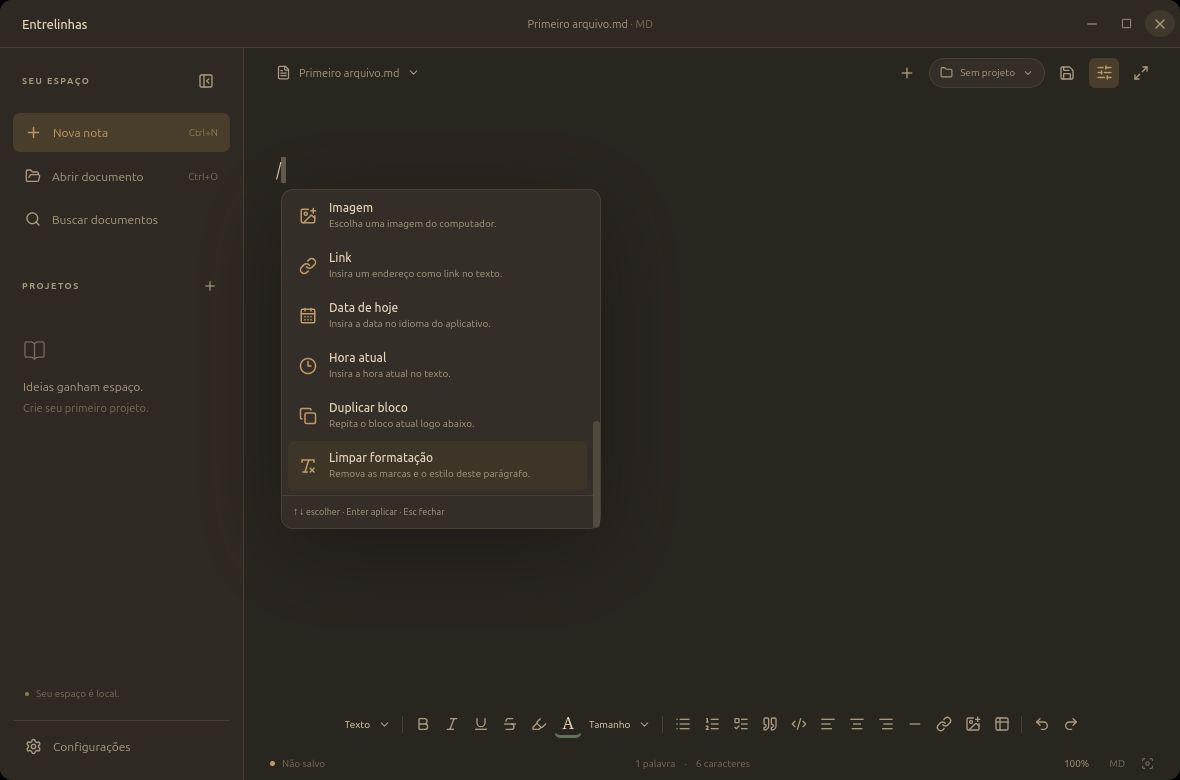 Entrelinhas
Primeiro arquivo.md · MD
SEU ESPAÇO
Nova nota Ctrl+N
Abrir documento Ctrl+O
Buscar documentos
PROJETOS
Ideias ganham espaço.
Crie seu primeiro projeto.
Seu espaço é local.
Configurações
Primeiro arquivo.md
Sem projeto
/
Imagem
Escolha uma imagem do computador.
Link
Insira um endereço como link no texto.
Data de hoje
Insira a data no idioma do aplicativo.
Hora atual
Insira a hora atual no texto.
Duplicar bloco
Repita o bloco atual logo abaixo.
Limpar formatação
Remova as marcas e o estilo deste parágrafo.
↑↓ escolher · Enter aplicar · Esc fechar
Texto B I U S A Tamanho
Não salvo
1 palavra · 6 caracteres
100% MD